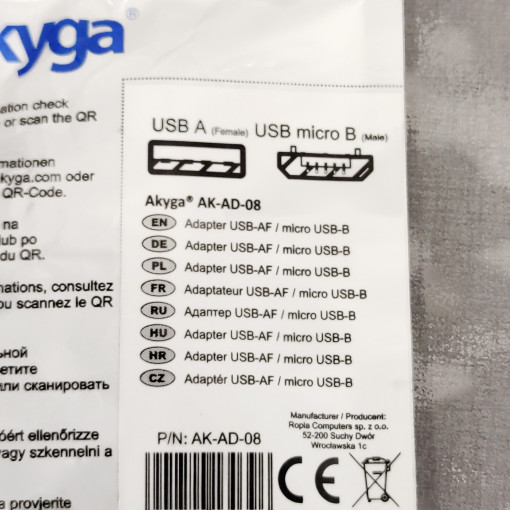 kyga®
ation check
or scan the QR
mationen
kyga.com oder
QR-Code.
na
lub po
du QR.
nations, consultez
ou scannez le QR
льной
етите
или сканировать
óért ellenőrizze
vagy szkennelni a
a provjerite
USB A (Female) USB micro B (Male)
Akyga® AK-AD-08
EN Adapter USB-AF / micro USB-B
DE Adapter USB-AF / micro USB-B
PL Adapter USB-AF / micro USB-B
FR Adaptateur USB-AF / micro USB-B
RU Адаптер USB-AF / micro USB-B
HU Adapter USB-AF / micro USB-B
HR Adapter USB-AF / micro USB-B
CZ Adaptér USB-AF / micro USB-B
P/N: AK-AD-08
Manufacturer / Producent:
Ropla Computers sp. z o.o.
52-200 Suchy Dwór
Wrocławska 1c
CE